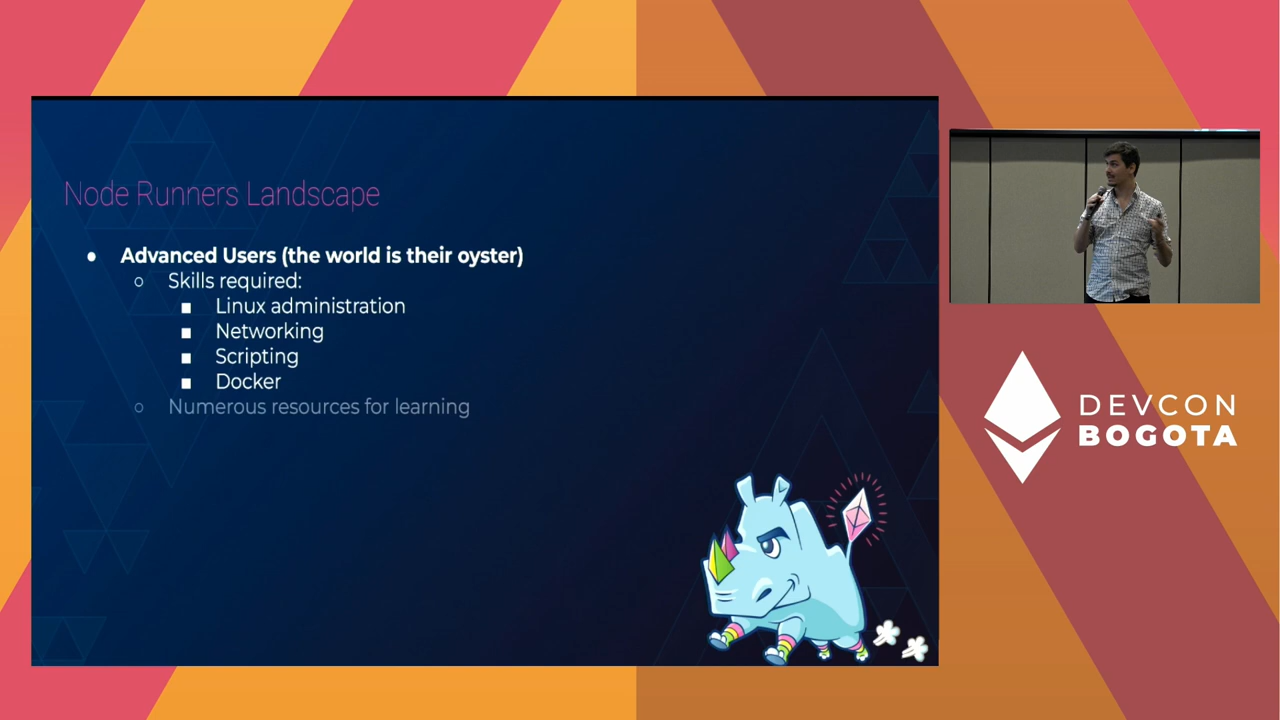 Node Runners Landscape
● Advanced Users (the world is their oyster)
○ Skills required:
■ Linux administration
■ Networking
■ Scripting
■ Docker
○ Numerous resources for learning
DEVCON
BOGOTA